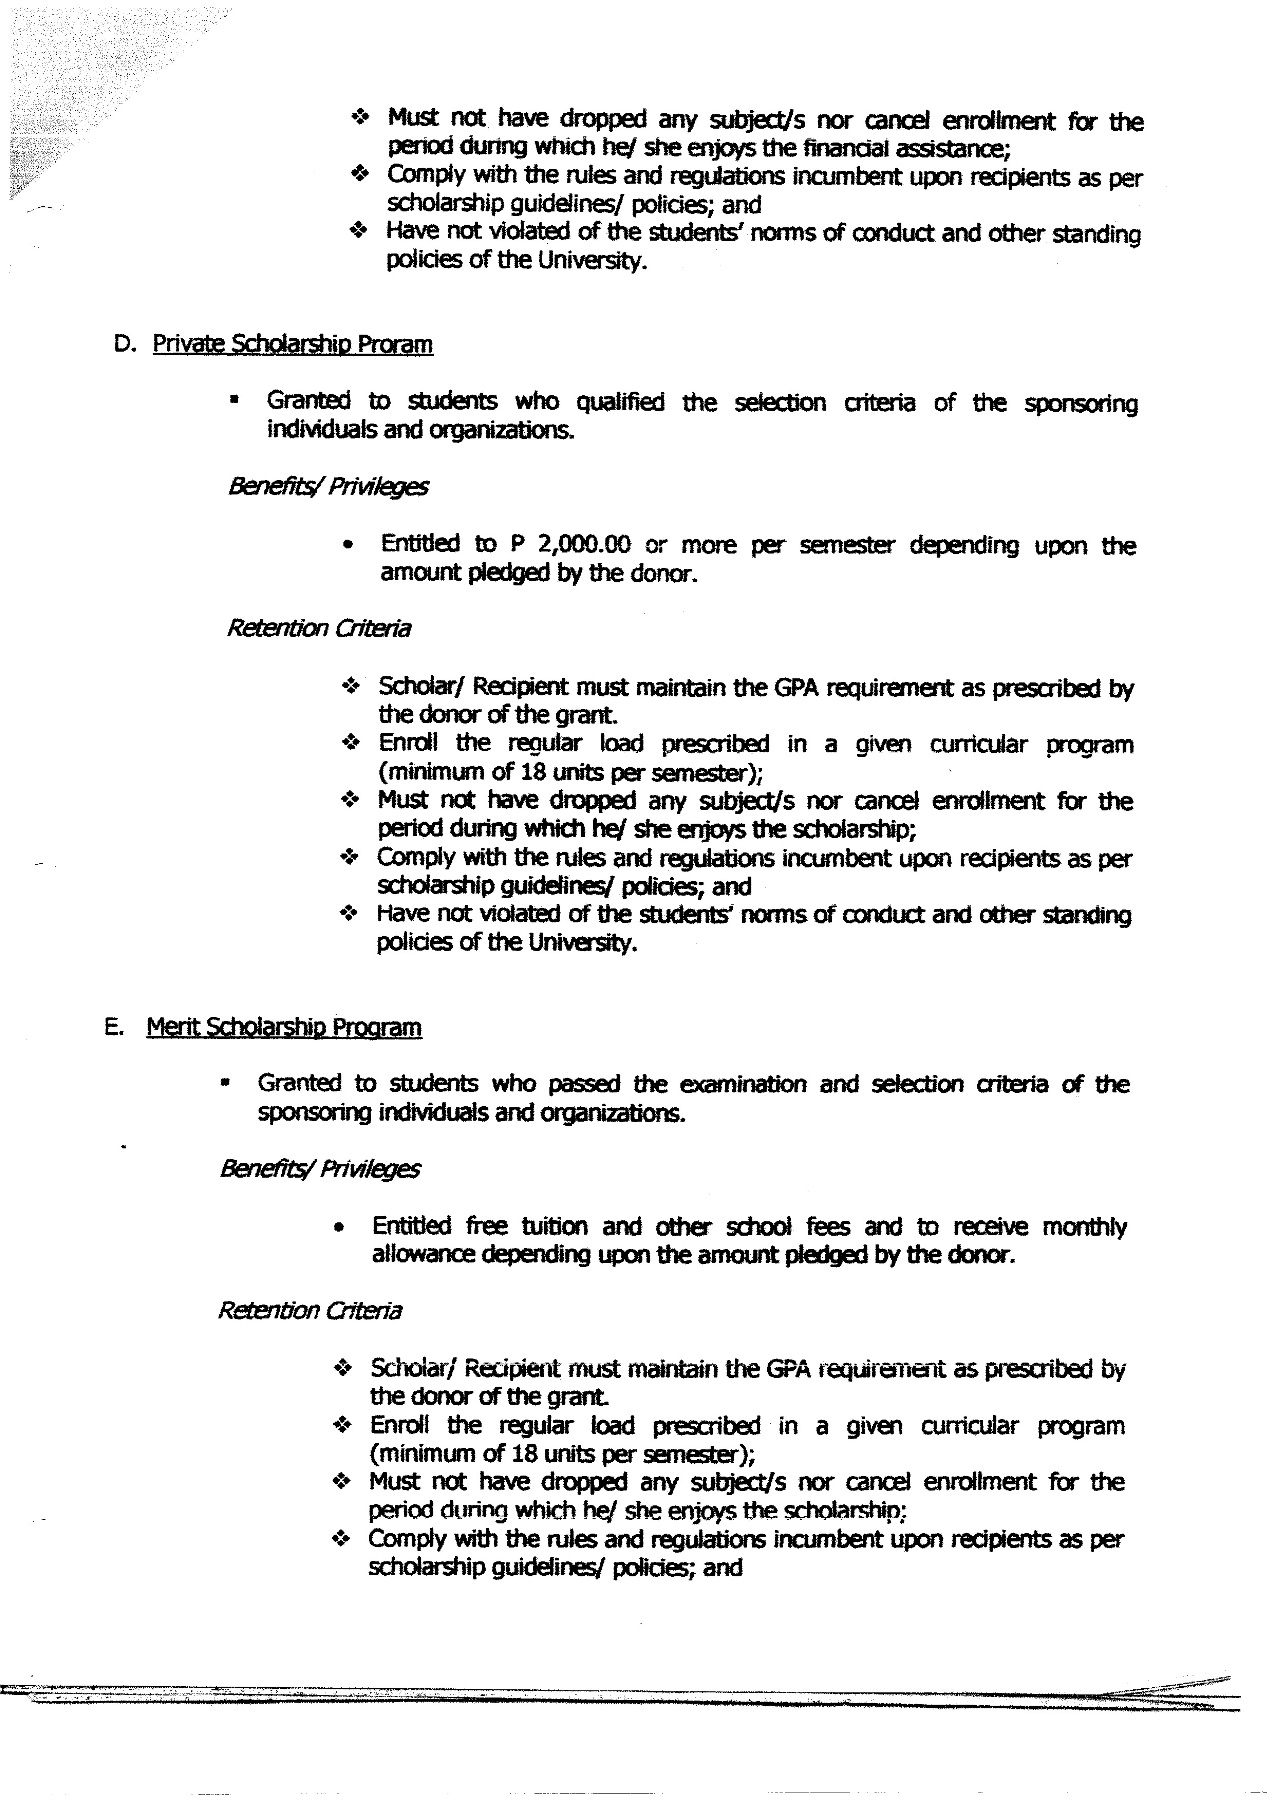 ❖ Must not have dropped any subject/s nor cancel enrollment for the
period during which he/ she enjoys the financial assistance;
❖ Comply with the rules and regulations incumbent upon recipients as per
scholarship guidelines/ policies; and
❖ Have not violated of the students' norms of conduct and other standing
policies of the University.
D. Private Scholarship Proram
▪ Granted to students who qualified the selection criteria of the sponsoring
individuals and organizations.
Benefits/ Privileges
• Entitled to P 2,000.00 or more per semester depending upon the
amount pledged by the donor.
Retention Criteria
❖ Scholar/ Recipient must maintain the GPA requirement as prescribed by
the donor of the grant.
❖ Enroll the regular load prescribed in a given curricular program
(minimum of 18 units per semester);
❖ Must not have dropped any subject/s nor cancel enrollment for the
period during which he/ she enjoys the scholarship;
❖ Comply with the rules and regulations incumbent upon recipients as per
scholarship guidelines/ policies; and
❖ Have not violated of the students' norms of conduct and other standing
policies of the University.
E. Merit Scholarship Program
▪ Granted to students who passed the examination and selection criteria of the
sponsoring individuals and organizations.
Benefits/ Privileges
• Entitled free tuition and other school fees and to receive monthly
allowance depending upon the amount pledged by the donor.
Retention Criteria
❖ Scholar/ Recipient must maintain the GPA requirement as prescribed by
the donor of the grant.
❖ Enroll the regular load prescribed in a given curricular program
(minimum of 18 units per semester);
❖ Must not have dropped any subject/s nor cancel enrollment for the
period during which he/ she enjoys the scholarship;
❖ Comply with the rules and regulations incumbent upon recipients as per
scholarship guidelines/ policies; and